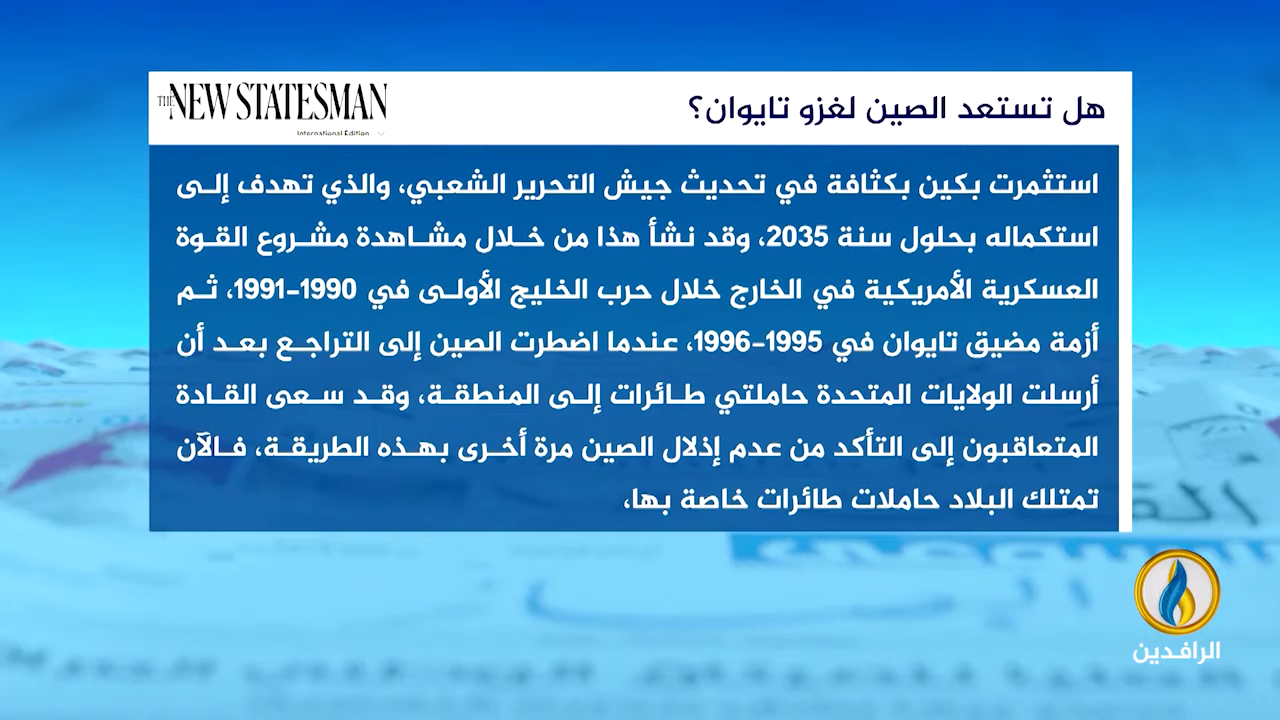 THE NEW STATESMAN
International Edition
هل تستعد الصين لغزو تايوان؟
استثمرت بكين بكثافة في تحديث جيش التحرير الشعبي، والذي تهدف إلى
استكماله بحلول سنة 2035، وقد نشأ هذا من خلال مشاهدة مشروع القوة
العسكرية الأمريكية في الخارج خلال حرب الخليج الأولى في 1990-1991، ثم
أزمة مضيق تايوان في 1995-1996، عندما اضطرت الصين إلى التراجع بعد أن
أرسلت الولايات المتحدة حاملتي طائرات إلى المنطقة، وقد سعى القادة
المتعاقبون إلى التأكد من عدم إذلال الصين مرة أخرى بهذه الطريقة، فالآن
تمتلك البلاد حاملات طائرات خاصة بها،
الرافدين